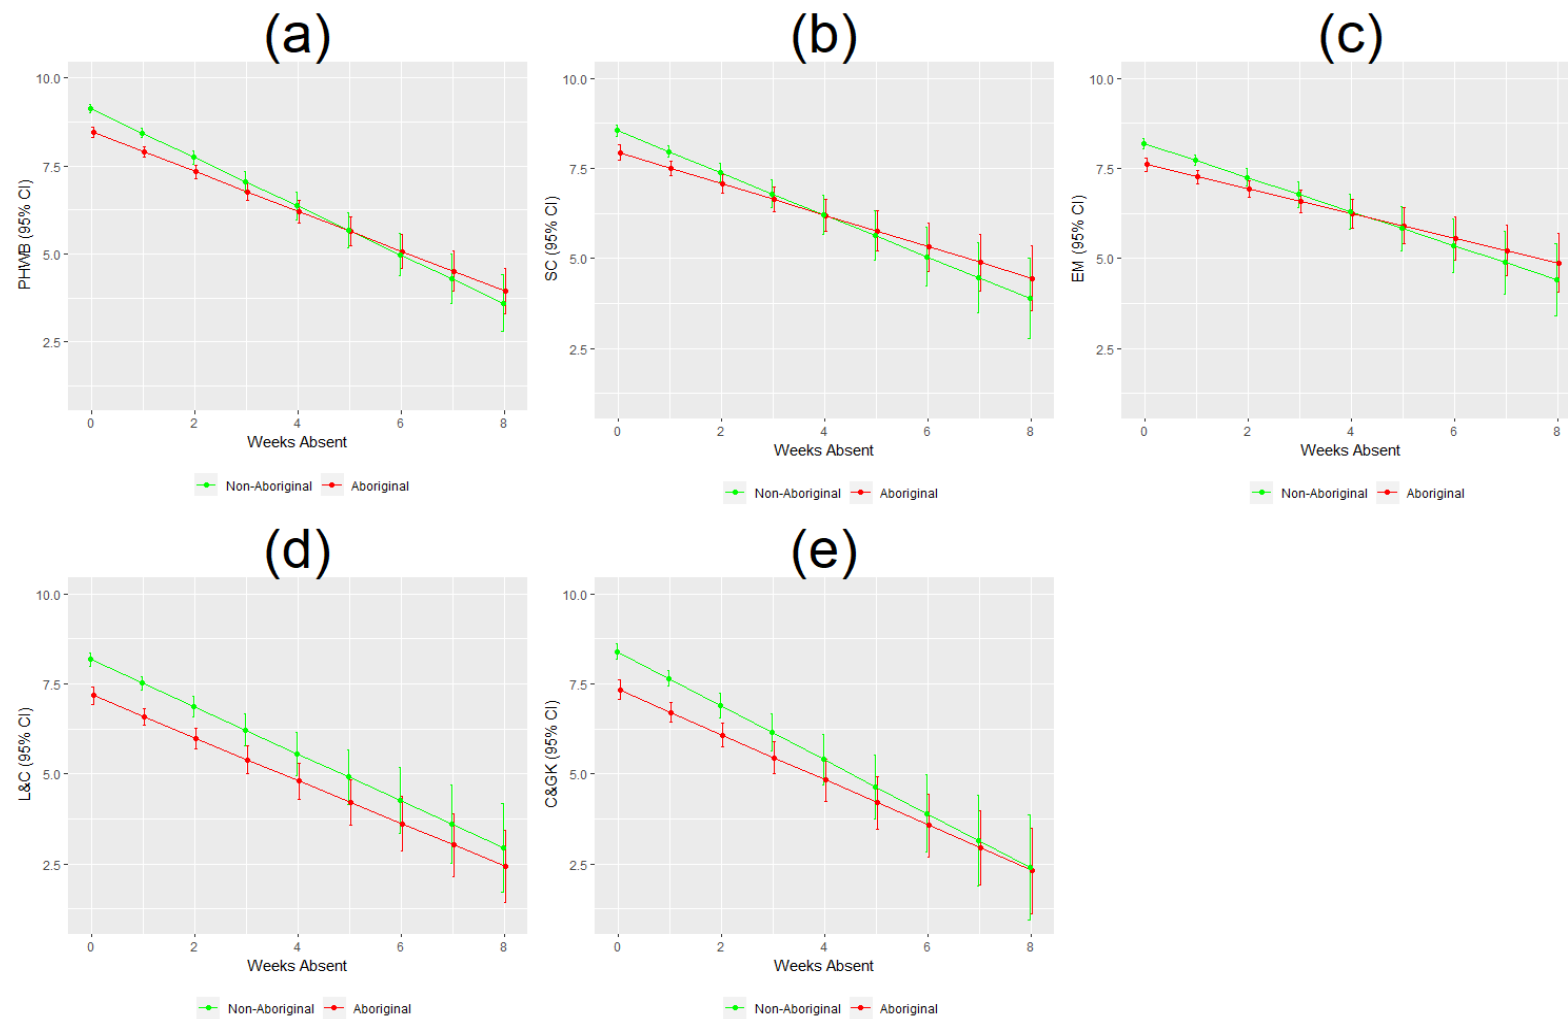 (a)
10.0
7.5
5.0
2.5
PHWB (95% CI)
0 2 4 6 8
Weeks Absent
Non-Aboriginal Aboriginal
(b)
10.0
7.5
5.0
2.5
SC (95% CI)
0 2 4 6 8
Weeks Absent
Non-Aboriginal Aboriginal
(c)
10.0
7.5
5.0
2.5
EM (95% CI)
0 2 4 6 8
Weeks Absent
Non-Aboriginal Aboriginal
(d)
10.0
7.5
5.0
2.5
L&C (95% CI)
0 2 4 6 8
Weeks Absent
Non-Aboriginal Aboriginal
(e)
10.0
7.5
5.0
2.5
C&GK (95% CI)
0 2 4 6 8
Weeks Absent
Non-Aboriginal Aboriginal